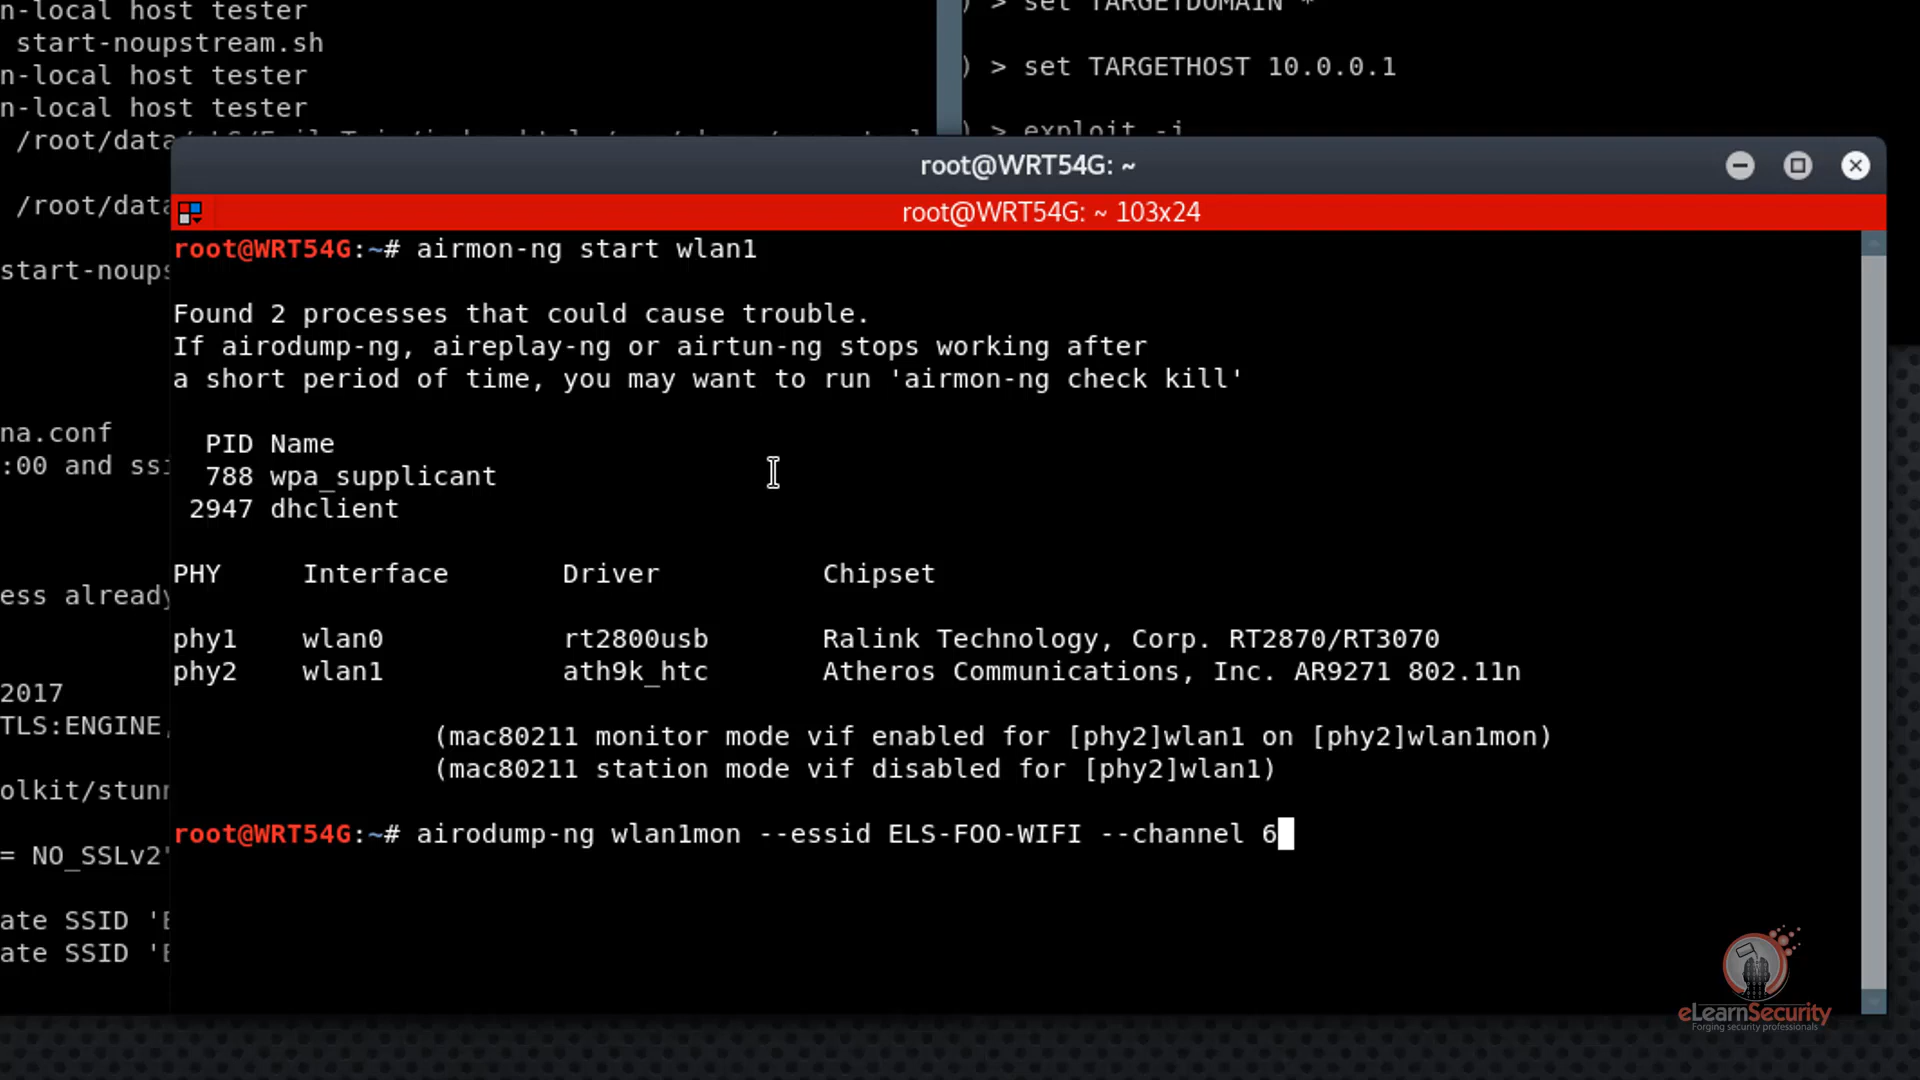 n-local host tester
start-noupstream.sh
n-local host tester
n-local host tester
/root/data
/root/data
start-noups
na.conf
:00 and ssi
ess already
2017
TLS:ENGINE,
olkit/stunn
= NO_SSLv2"
ate SSID 'E
ate SSID 'E
) > set TARGETDOMAIN *
) > set TARGETHOST 10.0.0.1
) > exploit -j
root@WRT54G: ~
root@WRT54G: ~ 103x24
root@WRT54G:~# airmon-ng start wlan1
Found 2 processes that could cause trouble.
If airodump-ng, aireplay-ng or airtun-ng stops working after
a short period of time, you may want to run 'airmon-ng check kill'
PID Name
788 wpa_supplicant
2947 dhclient
PHY Interface Driver Chipset
phy1 wlan0 rt2800usb Ralink Technology, Corp. RT2870/RT3070
phy2 wlan1 ath9k_htc Atheros Communications, Inc. AR9271 802.11n
(mac80211 monitor mode vif enabled for [phy2]wlan1 on [phy2]wlan1mon)
(mac80211 station mode vif disabled for [phy2]wlan1)
root@WRT54G:~# airodump-ng wlan1mon --essid ELS-FOO-WIFI --channel 6
eLearnSecurity
Forging security professionals